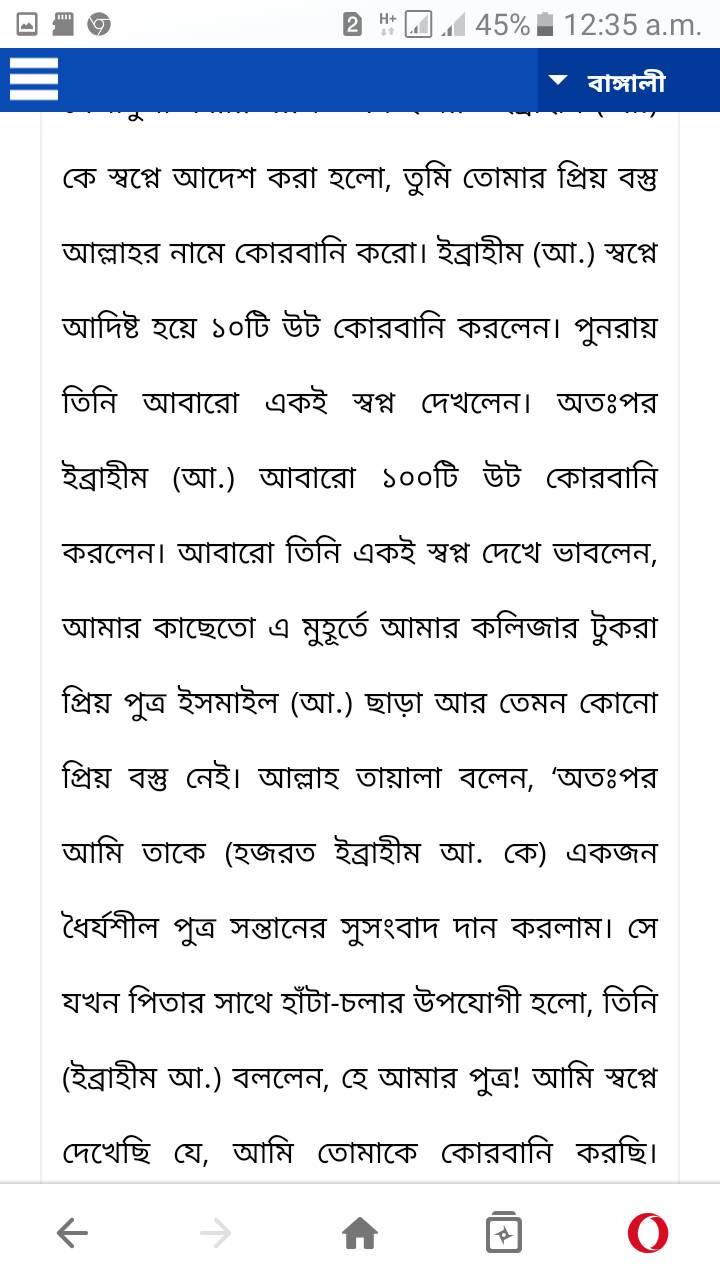 2 H+ 45% 12:35 a.m.
বাঙ্গালী
কে স্বপ্নে আদেশ করা হলো, তুমি তোমার প্রিয় বস্তু
আল্লাহর নামে কোরবানি করো। ইব্রাহীম (আ.) স্বপ্নে
আদিষ্ট হয়ে ১০টি উট কোরবানি করলেন। পুনরায়
তিনি আবারো একই স্বপ্ন দেখলেন। অতঃপর
ইব্রাহীম (আ.) আবারো ১০০টি উট কোরবানি
করলেন। আবারো তিনি একই স্বপ্ন দেখে ভাবলেন,
আমার কাছেতো এ মুহূর্তে আমার কলিজার টুকরা
প্রিয় পুত্র ইসমাইল (আ.) ছাড়া আর তেমন কোনো
প্রিয় বস্তু নেই। আল্লাহ তায়ালা বলেন, ‘অতঃপর
আমি তাকে (হজরত ইব্রাহীম আ. কে) একজন
ধৈর্যশীল পুত্র সন্তানের সুসংবাদ দান করলাম। সে
যখন পিতার সাথে হাঁটা-চলার উপযোগী হলো, তিনি
(ইব্রাহীম আ.) বললেন, হে আমার পুত্র! আমি স্বপ্নে
দেখেছি যে, আমি তোমাকে কোরবানি করছি।